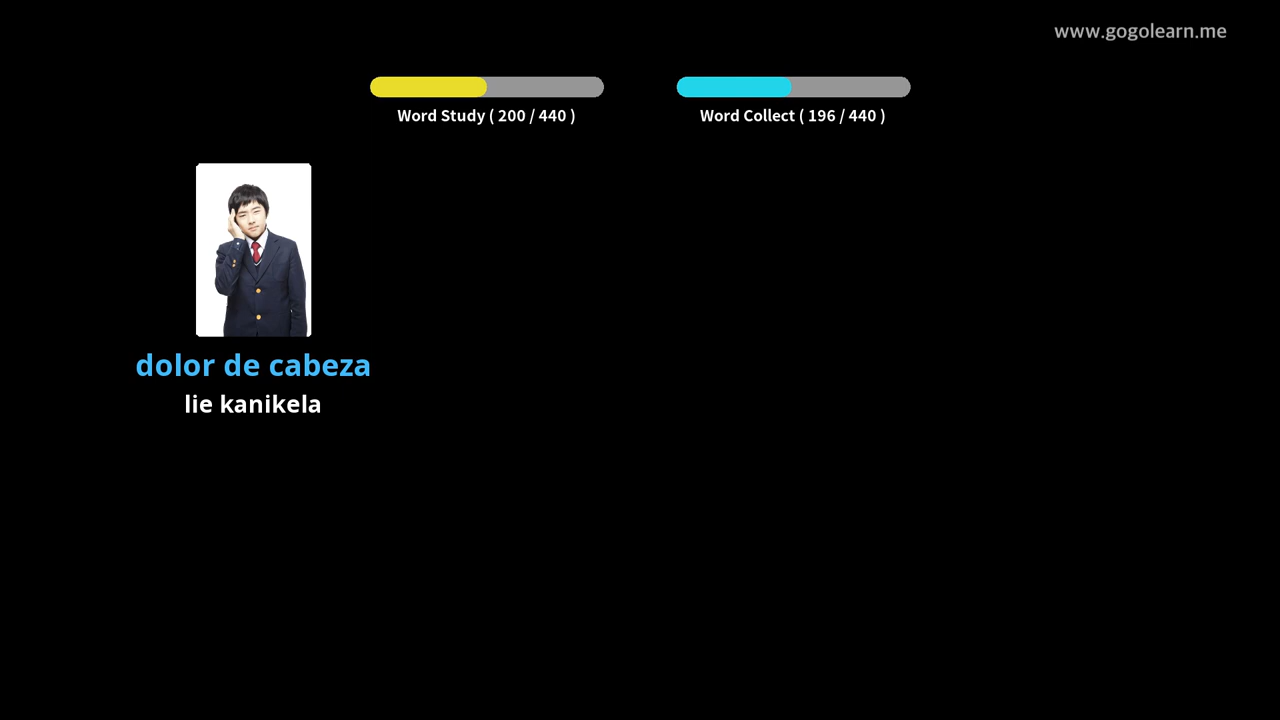 www.gogolearn.me
Word Study ( 200 / 440 )
Word Collect ( 196 / 440 )
dolor de cabeza
lie kanikela